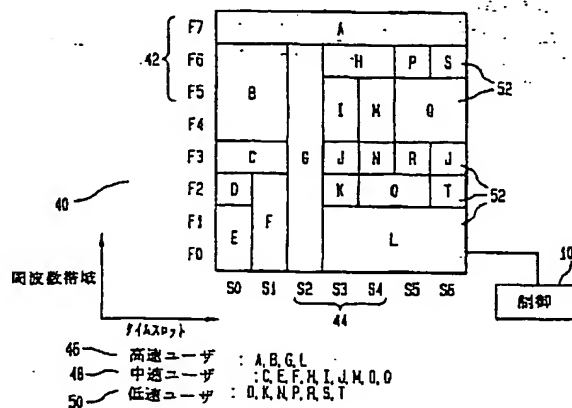 F7 A
42 F6 H P S
F5 B I M Q 52
F4 G
F3 C J N R J
40 F2 D K O T 52
F1 E F L
F0
周波数帯域 S0 S1 S2 S3 S4 S5 S6 10
タイムスロット 44 制御
46 高速ユーザ : A,B,G,L
48 中速ユーザ : C,E,F,H,I,J,M,O,Q
50 低速ユーザ : D,K,N,P,R,S,T